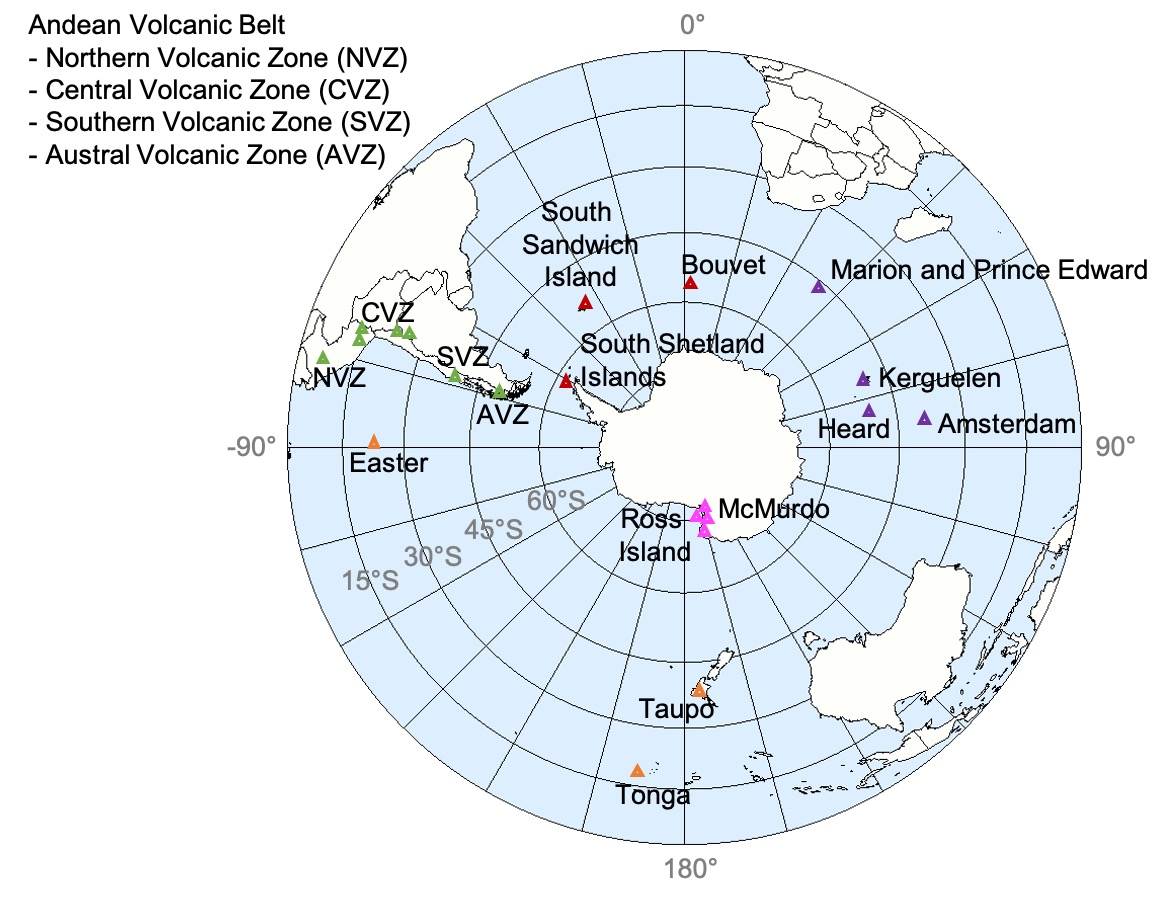 Andean Volcanic Belt
- Northern Volcanic Zone (NVZ)
- Central Volcanic Zone (CVZ)
- Southern Volcanic Zone (SVZ)
- Austral Volcanic Zone (AVZ)
0°
South
Sandwich
Island
Bouvet
Marion and Prince Edward
CVZ
South Shetland
Islands
SVZ
NVZ
Kerguelen
AVZ
Heard
Amsterdam
-90°
90°
Easter
60°S
45°S
30°S
15°S
McMurdo
Ross
Island
Taupo
Tonga
180°